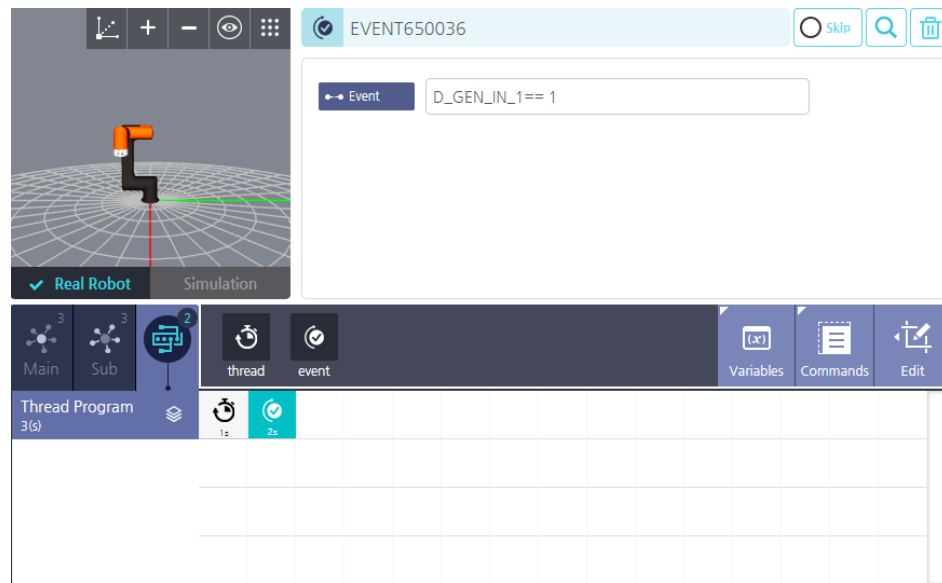 EVENT650036
Skip
Event
D_GEN_IN_1== 1
Real Robot
Simulation
3
3
2
Main
Sub
thread
event
(x)
Variables
Commands
Edit
Thread Program
3(s)
1s
2s